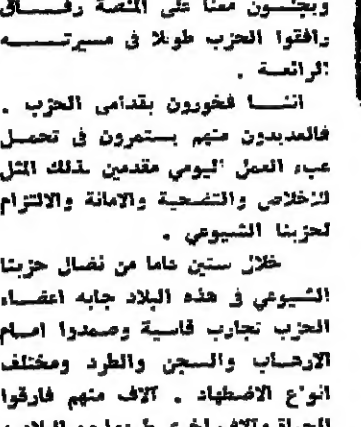 ويجلسون معنا على المنصة رفاق
رافقوا الحزب طويلا في مسيرته
الرائعة .
اننا فخورون بقدامى الحزب .
فالعديدون منهم يستمرون في تحمل
عبء العمل اليومي مقدمين بذلك المثل
للاخلاص والتضحية والامانة والالتزام
لحزبنا الشيوعي .
خلال ستين عاما من نضال حزبنا
الشيوعي في هذه البلاد جابه اعضاء
الحزب تجارب قاسية وصمدوا امام
الارهاب والسجن والطرد ومختلف
انواع الاضطهاد . آلاف منهم فارقوا
الحياة وآلاف